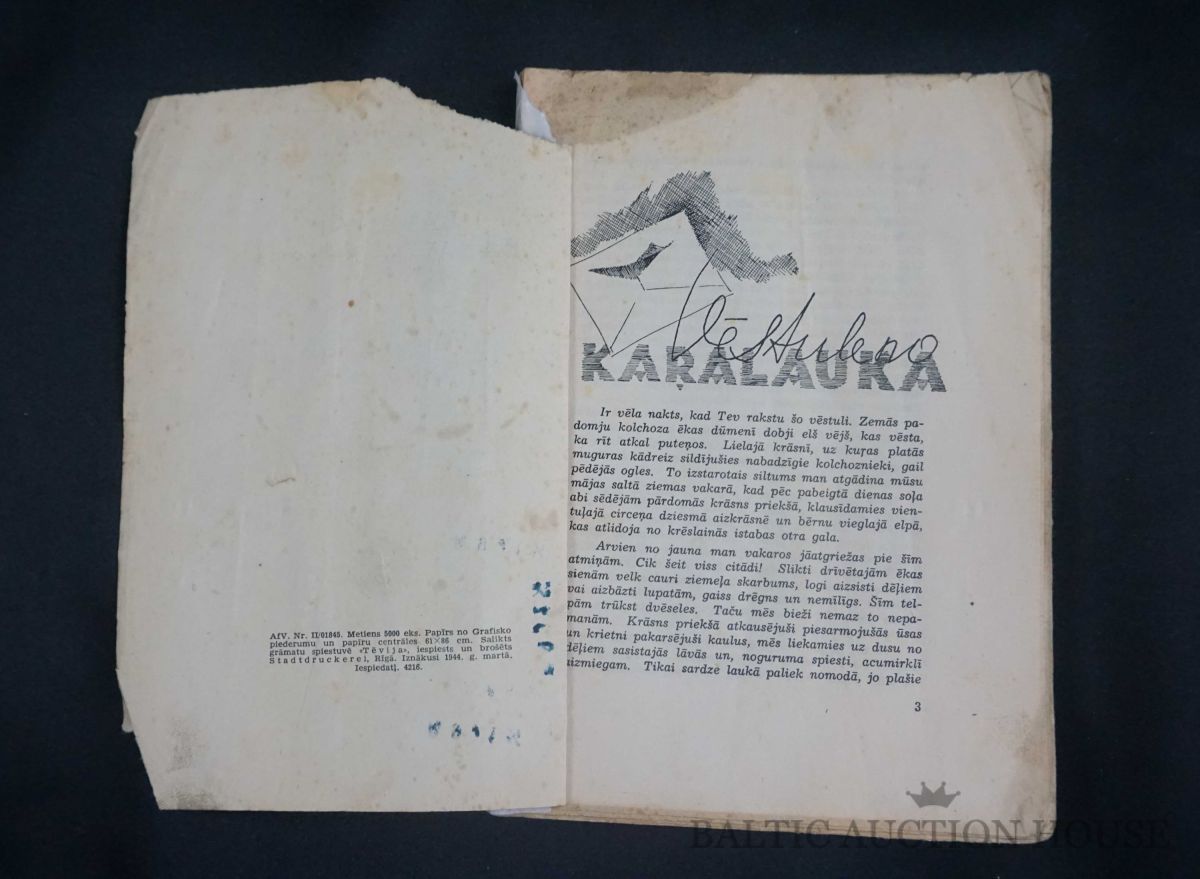 AfV. Nr. II/01845. Metiens 5000 eks. Papīrs no Grafisko
piederumu un papīru centrāles 61×86 cm. Salikts
grāmatu spiestuvē «Tēvija», iespiests un brošēts
Stadtdruckerei, Rīgā. Iznākusi 1944. g. martā.
Iespiedatļ. 4216.
Vēstule no
KAŖALAUKA
Ir vēla nakts, kad Tev rakstu šo vēstuli. Zemās pa-
domju kolchoza ēkas dūmenī dobji elš vējš, kas vēsta,
ka rīt atkal puteņos. Lielajā krāsnī, uz kuŗas platās
muguras kādreiz sildījušies nabadzīgie kolchoznieki, gail
pēdējās ogles. To izstarotais siltums man atgādina mūsu
mājas saltā ziemas vakarā, kad pēc pabeigtā dienas soļa
abi sēdējām pārdomās krāsns priekšā, klausīdamies vien-
tuļajā circeņa dziesmā aizkrāsnē un bērnu vieglajā elpā,
kas atlidoja no krēslainās istabas otra gala.
Arvien no jauna man vakaros jāatgriežas pie šīm
atmiņām. Cik šeit viss citādi! Slikti drīvētajām ēkas
sienām velk cauri ziemeļa skarbums, logi aizsisti dēļiem
vai aizbāzti lupatām, gaiss drēgns un nemīlīgs. Šīm tel-
pām trūkst dvēseles. Taču mēs bieži nemaz to nepa-
manām. Krāsns priekšā atkausējuši piesarmojušās ūsas
un krietni pakarsējuši kaulus, mēs liekamies uz dusu no
dēļiem sasistajās lāvās un, noguruma spiesti, acumirklī
aizmiegam. Tikai sardze laukā paliek nomodā, jo plašie
3
BALTIC AUCTION HOUSE